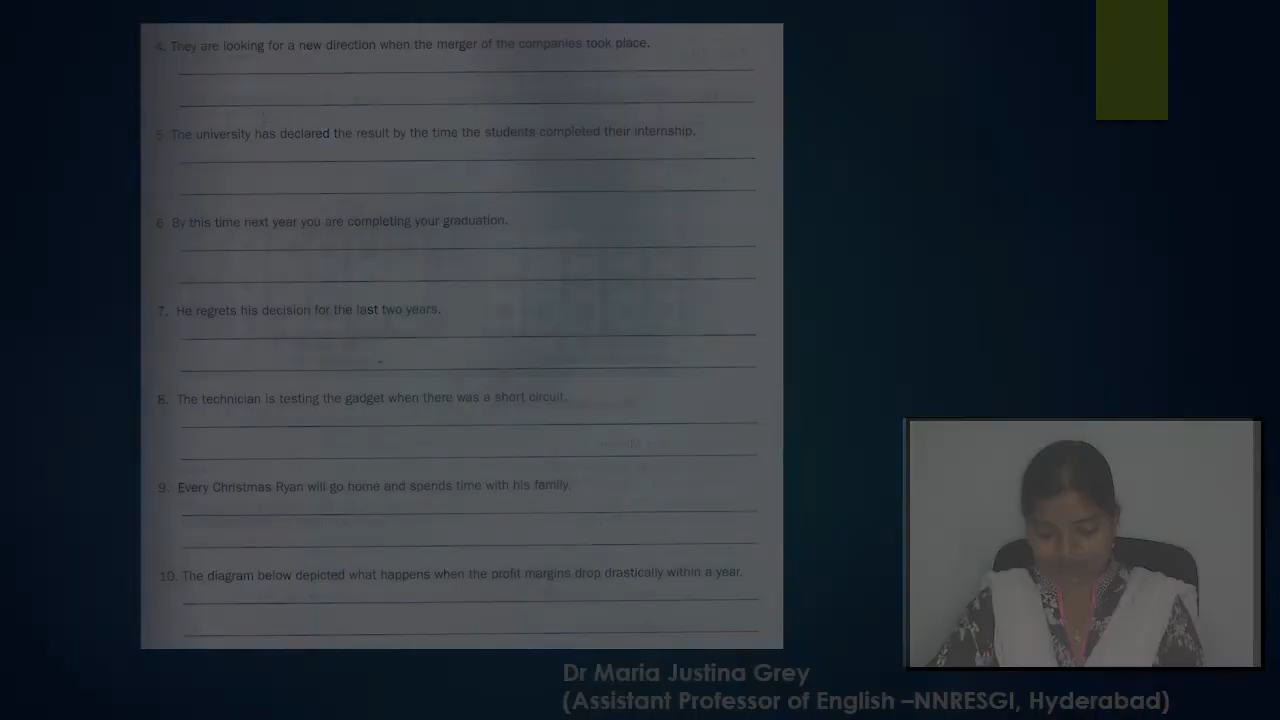 4. They are looking for a new direction when the merger of the companies took place.
5. The university has declared the result by the time the students completed their internship.
6. By this time next year you are completing your graduation.
7. He regrets his decision for the last two years.
8. The technician is testing the gadget when there was a short circuit.
9. Every Christmas Ryan will go home and spends time with his family.
10. The diagram below depicted what happens when the profit margins drop drastically within a year.
Dr Maria Justina Grey
(Assistant Professor of English –NNRESGI, Hyderabad)